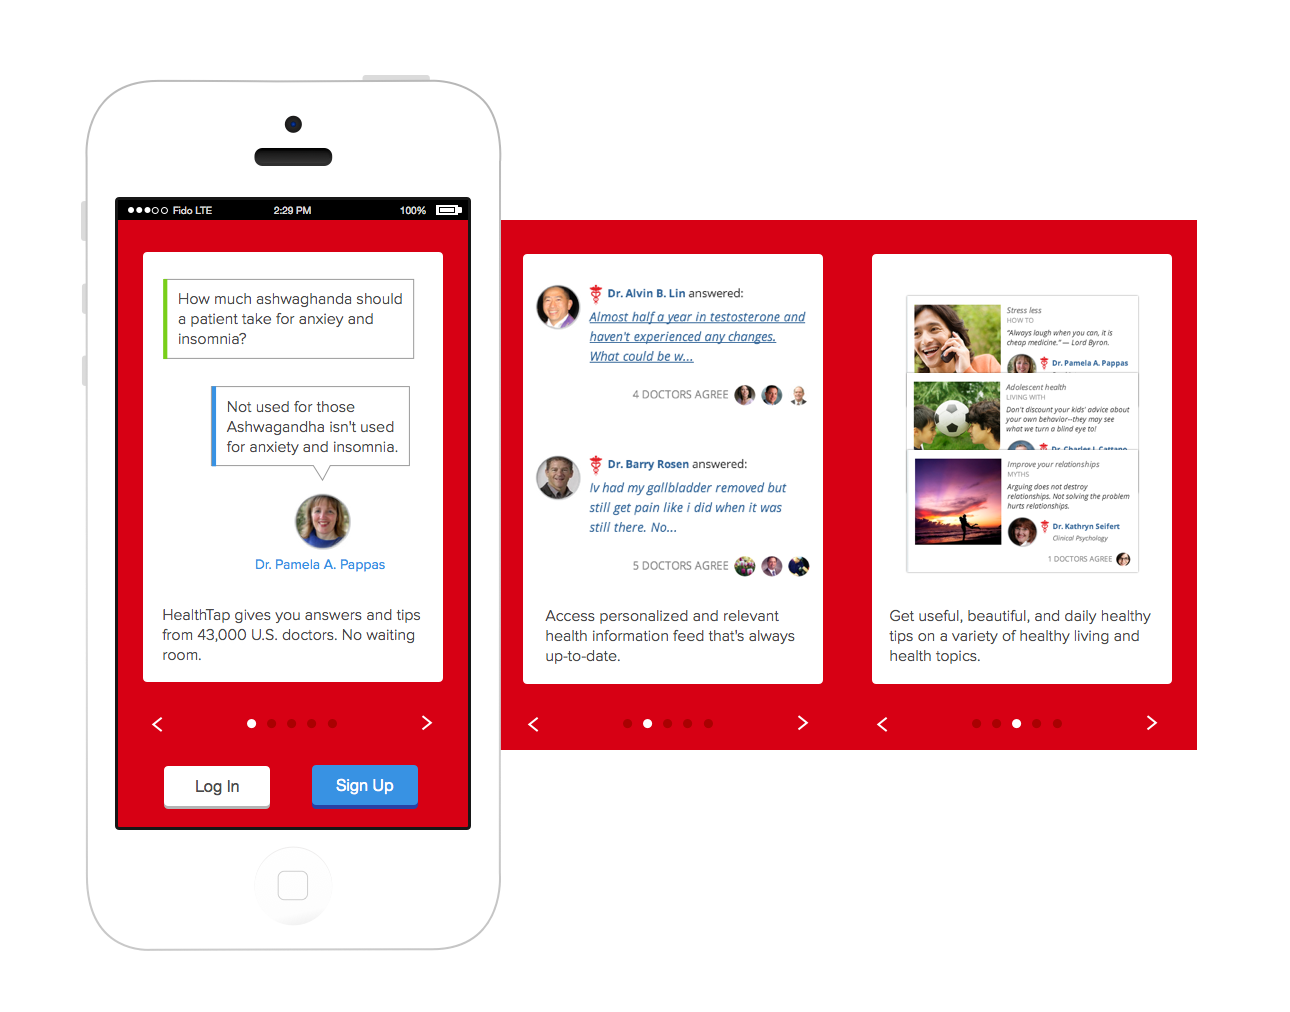 Fido LTE 2:29 PM 100%
How much ashwaghanda should
a patient take for anxiey and
insomnia?
Not used for those
Ashwagandha isn't used
for anxiety and insomnia.
Dr. Pamela A. Pappas
HealthTap gives you answers and tips
from 43,000 U.S. doctors. No waiting
room.
Log In
Sign Up
Dr. Alvin B. Lin answered:
Almost half a year in testosterone and
haven't experienced any changes.
What could be w...
4 DOCTORS AGREE
Dr. Barry Rosen answered:
Iv had my gallbladder removed but
still get pain like i did when it was
still there. No...
5 DOCTORS AGREE
Access personalized and relevant
health information feed that's always
up-to-date.
Stress less
HOW TO
"Always laugh when you can, it is
cheap medicine." — Lord Byron.
Dr. Pamela A. Pappas
Adolescent health
LIVING WITH
Don't discount your kids' advice about
your own behavior--they may see
what we turn a blind eye to!
Dr. Charles I. Cattano
Improve your relationships
MYTHS
Arguing does not destroy
relationships. Not solving the problem
hurts relationships.
Dr. Kathryn Seifert
Clinical Psychology
1 DOCTORS AGREE
Get useful, beautiful, and daily healthy
tips on a variety of healthy living and
health topics.